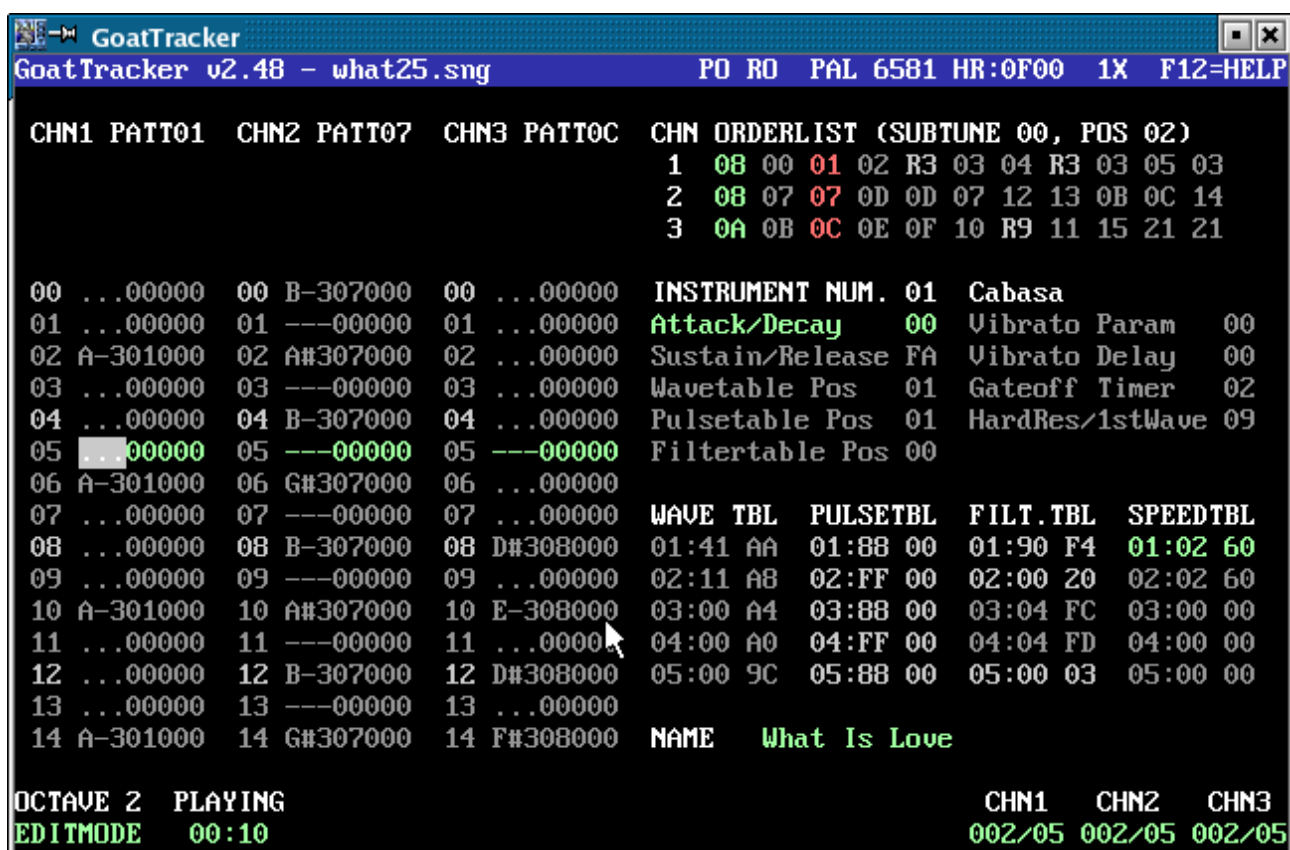 GoatTracker
GoatTracker v2.48 - what25.sng PO RO PAL 6581 HR:0F00 1X F12=HELP
CHN1 PATT01 CHN2 PATT07 CHN3 PATT0C CHN ORDERLIST (SUBTUNE 00, POS 02)
1 08 00 01 02 R3 03 04 R3 03 05 03
2 08 07 07 0D 0D 07 12 13 0B 0C 14
3 0A 0B 0C 0E 0F 10 R9 11 15 21 21
00 ...00000 00 B-307000 00 ...00000 INSTRUMENT NUM. 01 Cabasa
01 ...00000 01 ---00000 01 ...00000 Attack/Decay 00 Vibrato Param 00
02 A-301000 02 A#307000 02 ...00000 Sustain/Release FA Vibrato Delay 00
03 ...00000 03 ---00000 03 ...00000 Wavetable Pos 01 Gateoff Timer 02
04 ...00000 04 B-307000 04 ...00000 Pulsetable Pos 01 HardRes/1stWave 09
05 ...00000 05 ---00000 05 ---00000 Filtertable Pos 00
06 A-301000 06 G#307000 06 ...00000
07 ...00000 07 ---00000 07 ...00000 WAVE TBL PULSETBL FILT.TBL SPEEDTBL
08 ...00000 08 B-307000 08 D#308000 01:41 AA 01:88 00 01:90 F4 01:02 60
09 ...00000 09 ---00000 09 ...00000 02:11 A8 02:FF 00 02:00 20 02:02 60
10 A-301000 10 A#307000 10 E-308000 03:00 A4 03:88 00 03:04 FC 03:00 00
11 ...00000 11 ---00000 11 ...00000 04:00 A0 04:FF 00 04:04 FD 04:00 00
12 ...00000 12 B-307000 12 D#308000 05:00 9C 05:88 00 05:00 03 05:00 00
13 ...00000 13 ---00000 13 ...00000
14 A-301000 14 G#307000 14 F#308000 NAME What Is Love
OCTAVE 2 PLAYING CHN1 CHN2 CHN3
EDITMODE 00:10 002/05 002/05 002/05